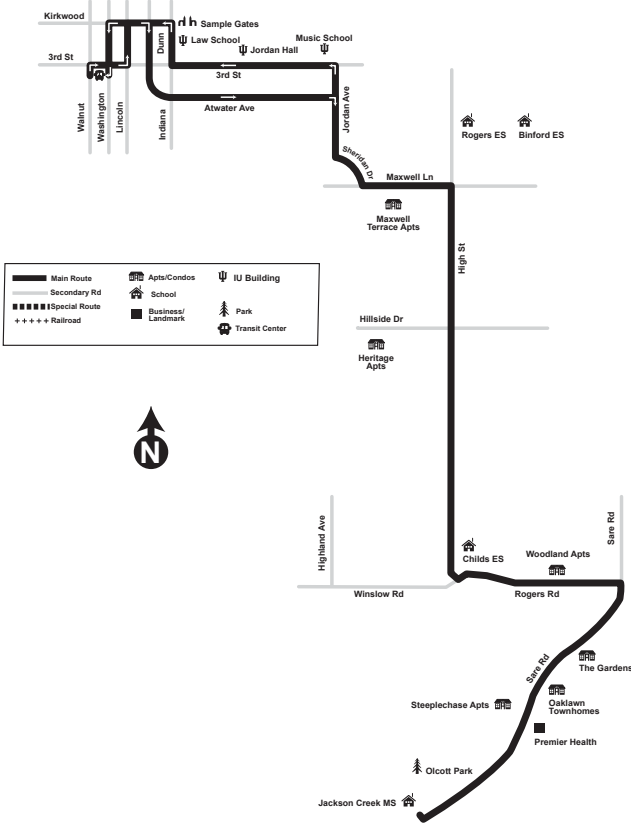 Kirkwood
Sample Gates
Dunn
Law School
Jordan Hall
Music School
3rd St
3rd St
Walnut
Washington
Lincoln
Indiana
Atwater Ave
Jordan Ave
Sheridan Dr
Rogers ES
Binford ES
Maxwell Ln
Maxwell
Terrace Apts
High St
Main Route
Secondary Rd
Special Route
Railroad
Apts/Condos
School
Business/
Landmark
IU Building
Park
Transit Center
Hillside Dr
Heritage
Apts
N
Highland Ave
Sare Rd
Childs ES
Woodland Apts
Winslow Rd
Rogers Rd
Sare Rd
The Gardens
Steeplechase Apts
Oaklawn
Townhomes
Premier Health
Olcott Park
Jackson Creek MS